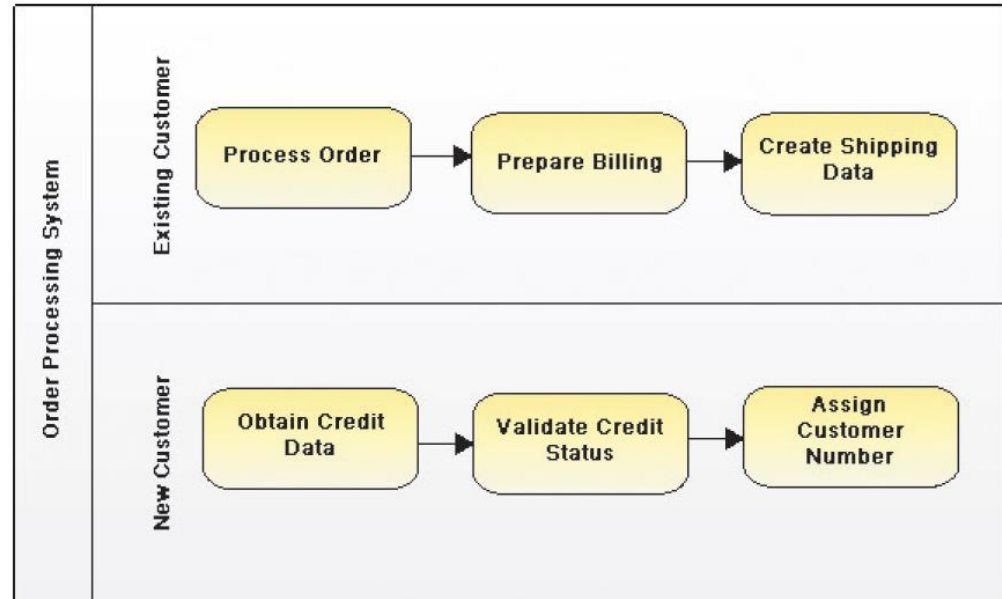 Order Processing System
Existing Customer
Process Order
Prepare Billing
Create Shipping
Data
New Customer
Obtain Credit
Data
Validate Credit
Status
Assign
Customer
Number